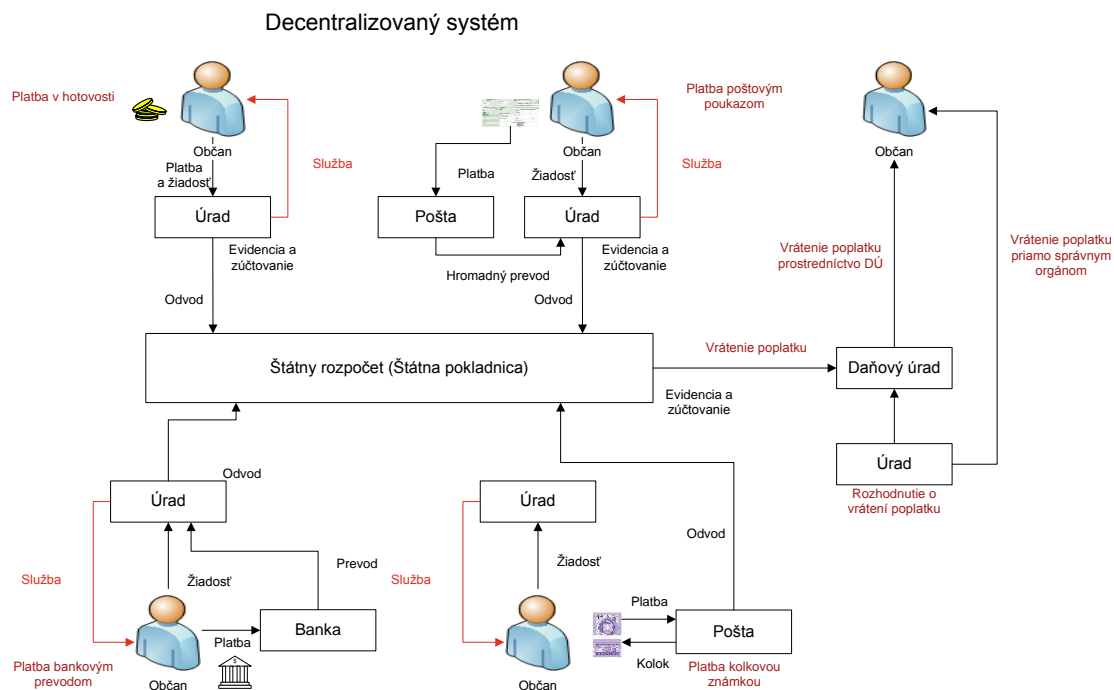 Decentralizovaný systém
Platba v hotovosti
Občan
Platba
a žiadosť
Služba
Úrad
Evidencia a
zúčtovanie
Odvod
Platba poštovým
poukazom
Občan
Platba
Žiadosť
Služba
Pošta
Úrad
Hromadný prevod
Evidencia a
zúčtovanie
Odvod
Občan
Vrátenie poplatku
prostredníctvo DÚ
Vrátenie poplatku
priamo správnym
orgánom
Štátny rozpočet (Štátna pokladnica)
Vrátenie poplatku
Evidencia a
zúčtovanie
Daňový úrad
Úrad
Rozhodnutie o
vrátení poplatku
Odvod
Úrad
Služba
Žiadosť
Prevod
Platba
Banka
Platba bankovým
prevodom
Občan
Úrad
Služba
Žiadosť
Odvod
Platba
Pošta
Kolok
Občan
Platba kolkovou
známkou